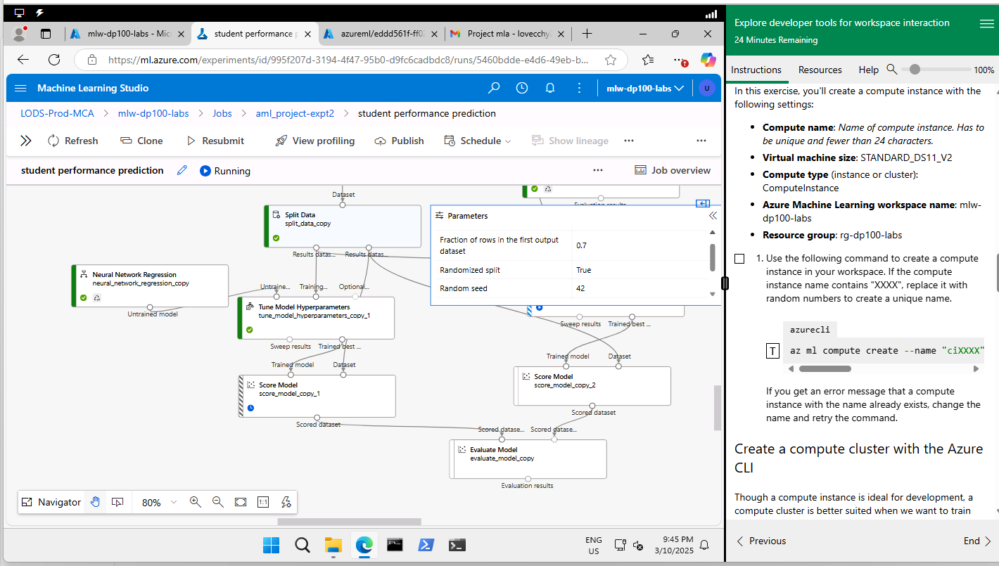 mlw-dp100-labs - Mic
student performance p
azureml/eddd561f-ff02
Project mla - lovecchy
https://ml.azure.com/experiments/id/995f207d-3194-4f47-95b0-d9fc6cadbdc8/runs/5460bdde-e4d6-49eb-b...
Machine Learning Studio
mlw-dp100-labs
U
LODS-Prod-MCA > mlw-dp100-labs > Jobs > aml_project-expt2 > student performance prediction
Refresh Clone Resubmit View profiling Publish Schedule Show lineage ... ...
student performance prediction Running ... Job overview
Dataset
Evaluation results
Split Data
split_data_copy
Results datas... Results datas...
Parameters
Fraction of rows in the first output
dataset
0.7
Randomized split True
Random seed 42
Neural Network Regression
neural_network_regression_copy
Untrained model
Untraine... Training... Optional...
Tune Model Hyperparameters
tune_model_hyperparameters_copy_1
Sweep results Trained best ...
Sweep results Trained best ...
Trained model Dataset
Trained model Dataset
Score Model
score_model_copy_1
Scored dataset
Score Model
score_model_copy_2
Scored dataset
Scored datase... Scored datase...
Evaluate Model
evaluate_model_copy
Evaluation results
Navigator 80% 1:1
ENG
US
9:45 PM
3/10/2025
Explore developer tools for workspace interaction
24 Minutes Remaining
Instructions Resources Help 100%
In this exercise, you'll create a compute instance with the
following settings:
• Compute name: Name of compute instance. Has to
be unique and fewer than 24 characters.
• Virtual machine size: STANDARD_DS11_V2
• Compute type (instance or cluster):
ComputeInstance
• Azure Machine Learning workspace name: mlw-
dp100-labs
• Resource group: rg-dp100-labs
1. Use the following command to create a compute
instance in your workspace. If the compute
instance name contains "XXXX", replace it with
random numbers to create a unique name.
azurecli
T az ml compute create --name "ciXXXX"
If you get an error message that a compute
instance with the name already exists, change the
name and retry the command.
Create a compute cluster with the Azure
CLI
Though a compute instance is ideal for development, a
compute cluster is better suited when we want to train
Previous End